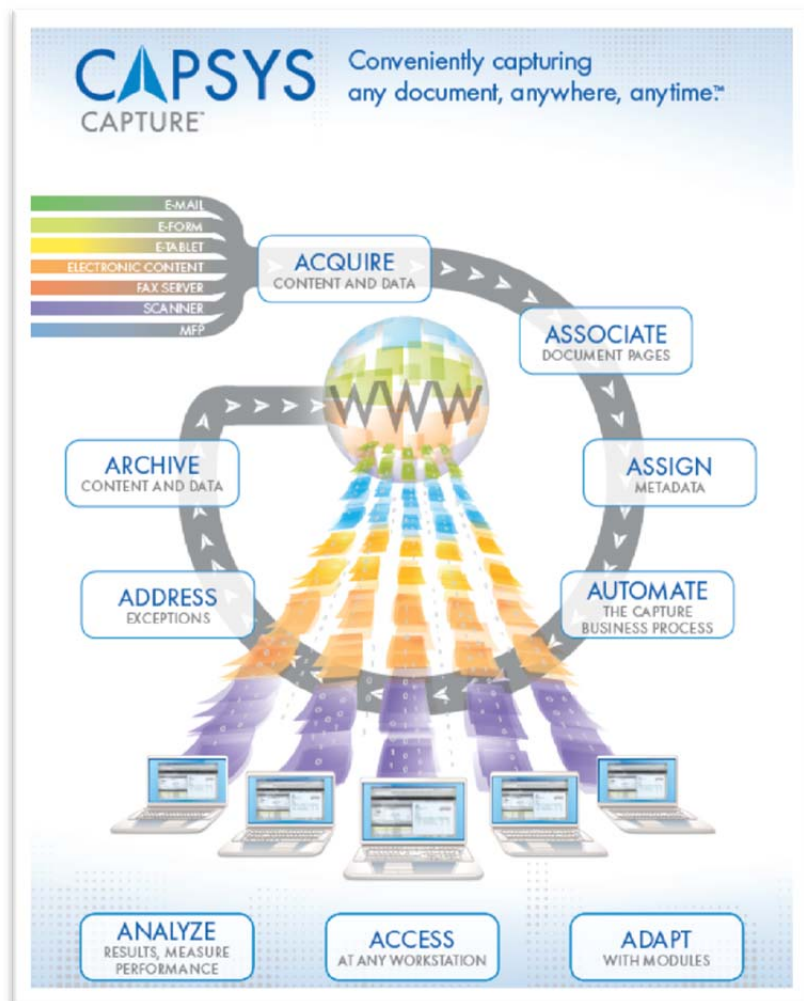 CAPSYS
CAPTURE™
Conveniently capturing
any document, anywhere, anytime.™
E-MAIL
E-FORM
E-TABLET
ELECTRONIC CONTENT
FAX SERVER
SCANNER
MFP
ACQUIRE
CONTENT AND DATA
ASSOCIATE
DOCUMENT PAGES
WWW
ARCHIVE
CONTENT AND DATA
ASSIGN
METADATA
ADDRESS
EXCEPTIONS
AUTOMATE
THE CAPTURE
BUSINESS PROCESS
ANALYZE
RESULTS, MEASURE
PERFORMANCE
ACCESS
AT ANY WORKSTATION
ADAPT
WITH MODULES